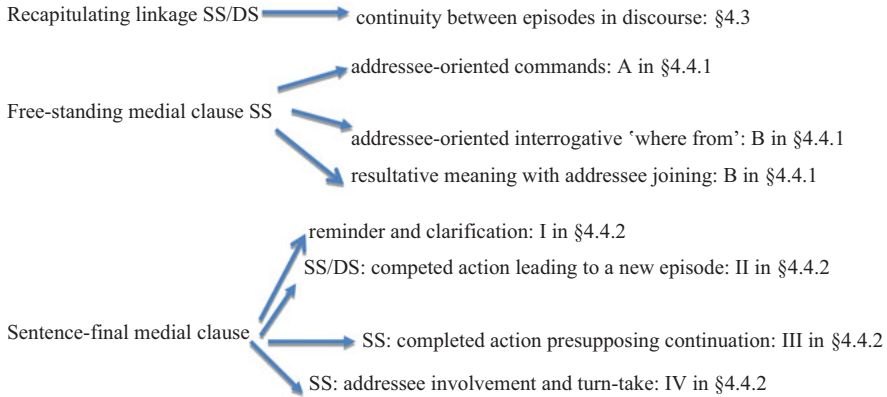 Recapitulating linkage SS/DS continuity between episodes in discourse: §4.3
addressee-oriented commands: A in §4.4.1
Free-standing medial clause SS
addressee-oriented interrogative ‘where from’: B in §4.4.1
resultative meaning with addressee joining: B in §4.4.1
reminder and clarification: I in §4.4.2
SS/DS: competed action leading to a new episode: II in §4.4.2
Sentence-final medial clause
SS: completed action presupposing continuation: III in §4.4.2
SS: addressee involvement and turn-take: IV in §4.4.2